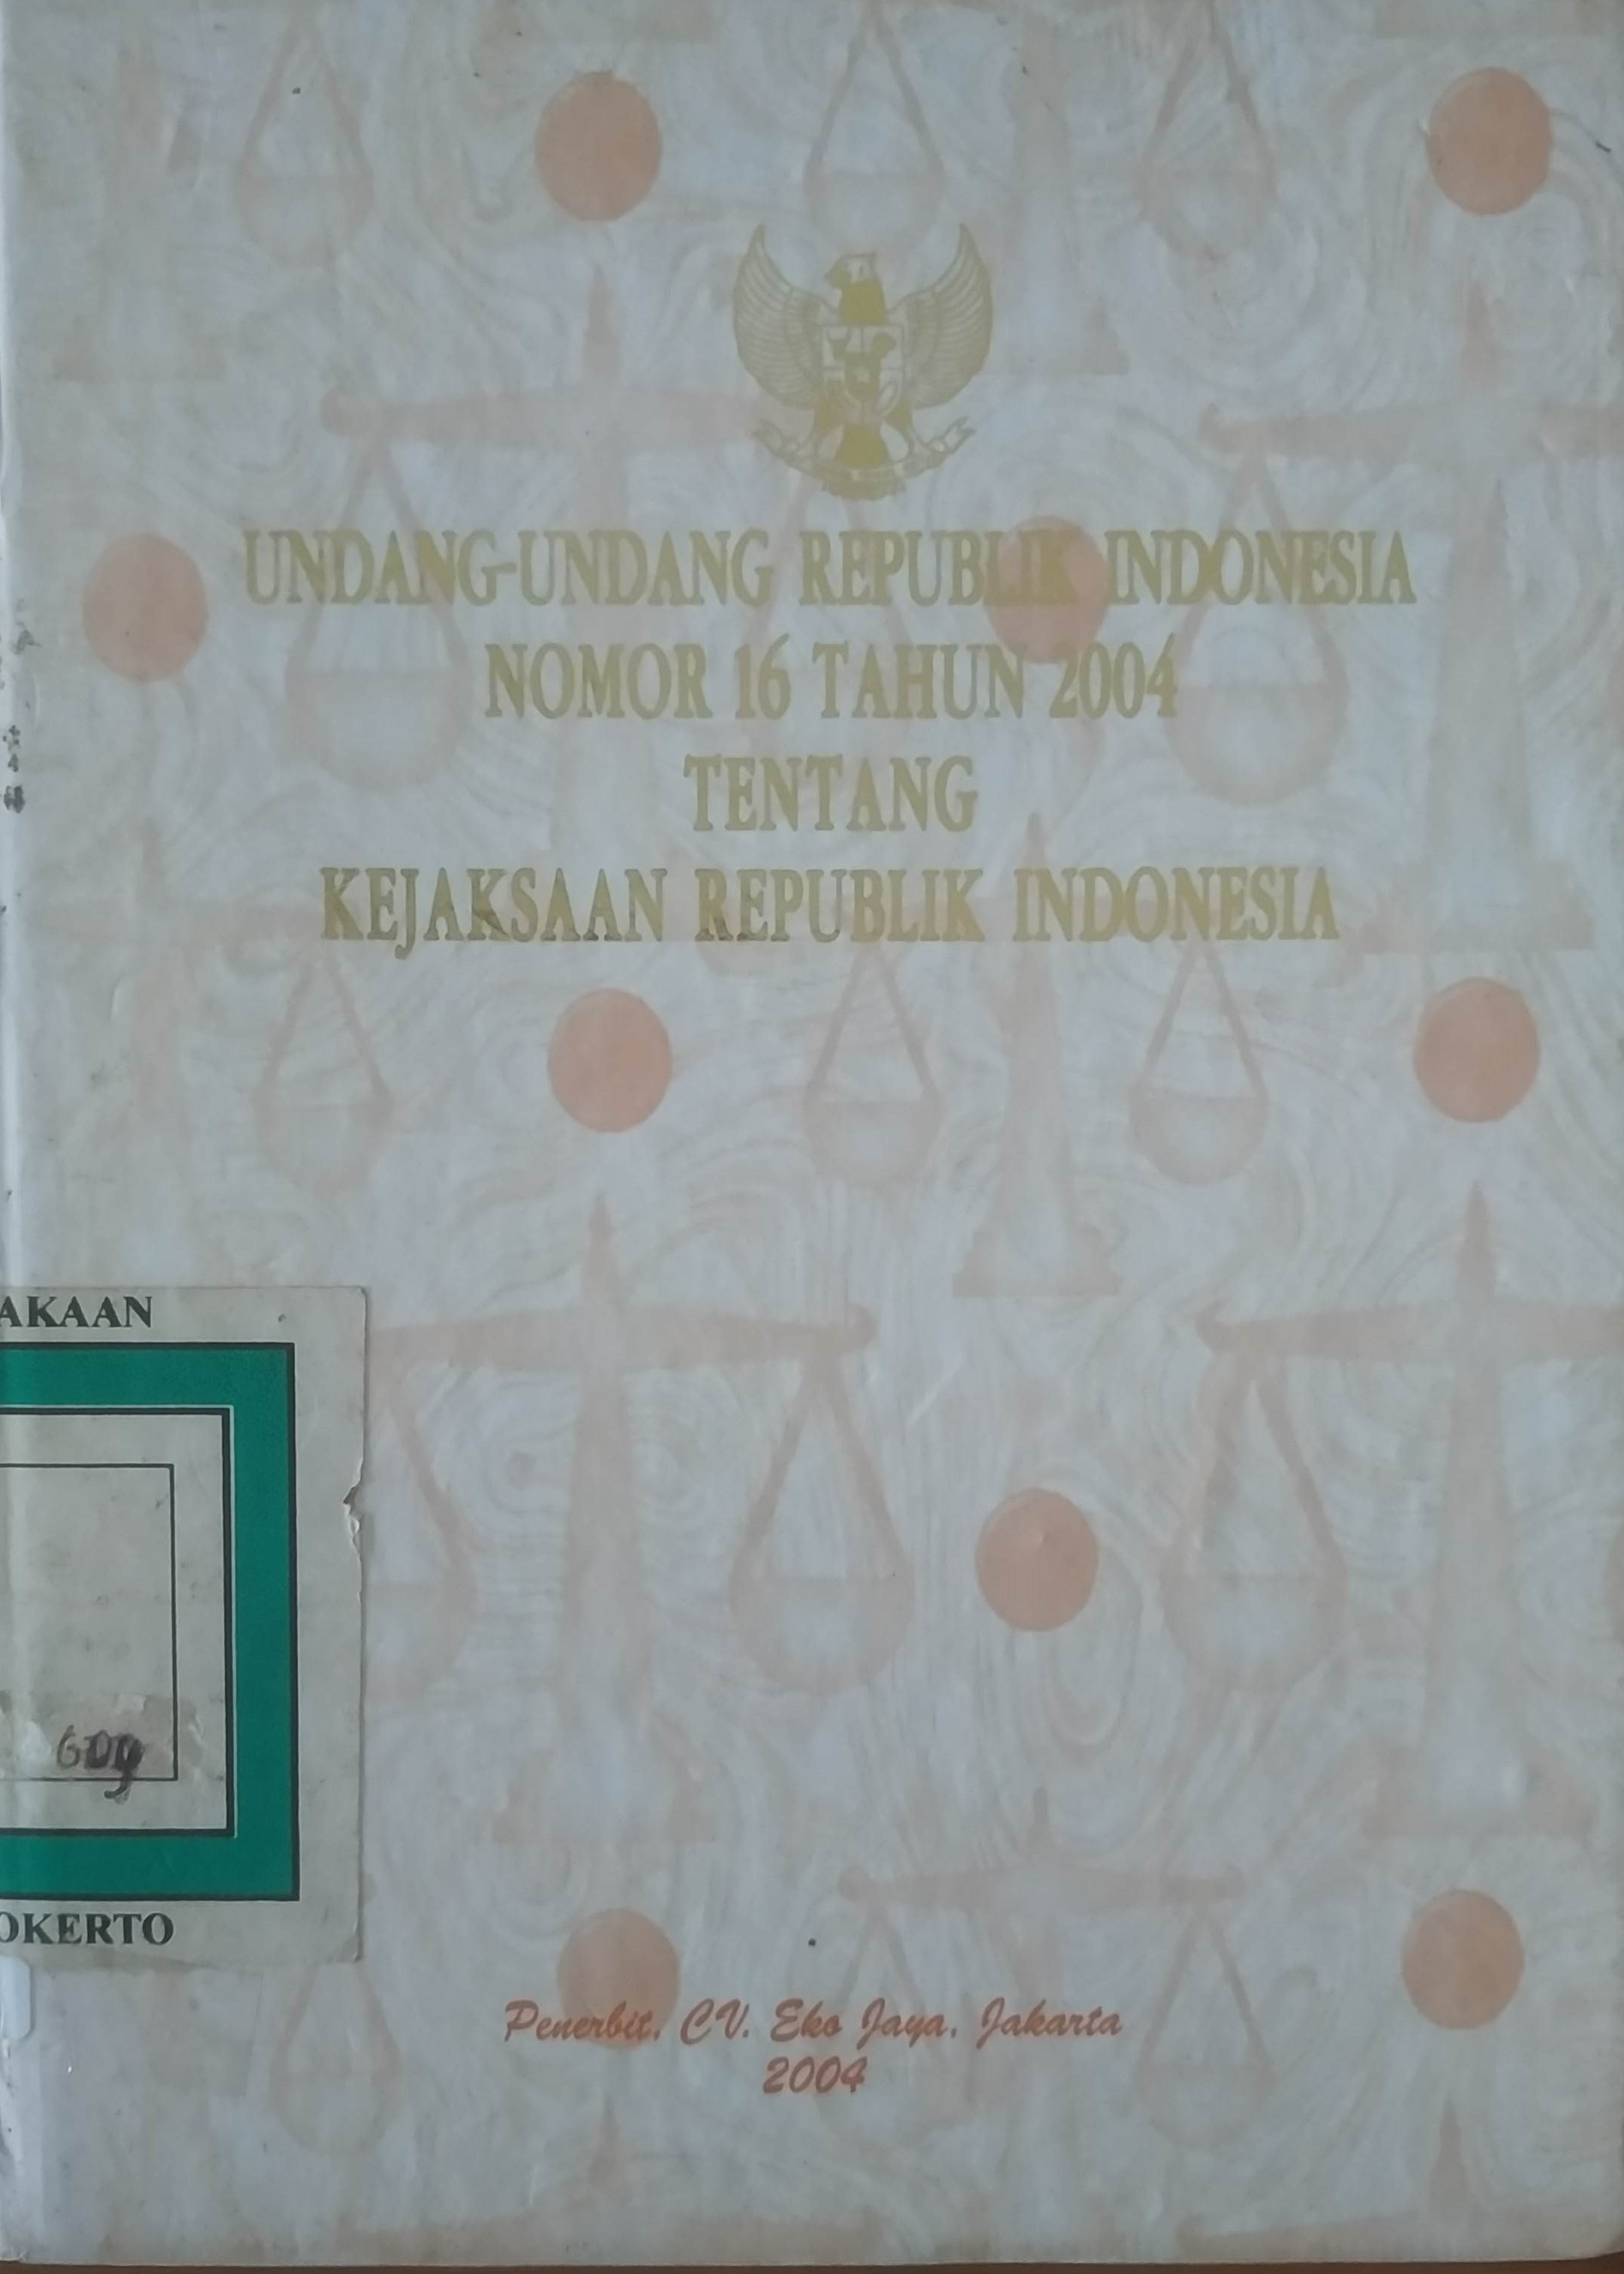 UNDANG-UNDANG REPUBLIK INDONESIA
NOMOR 16 TAHUN 2004
TENTANG
KEJAKSAAN REPUBLIK INDONESIA
AKAAN
OKERTO
Penerbit, CV. Eko Jaya, Jakarta
2004